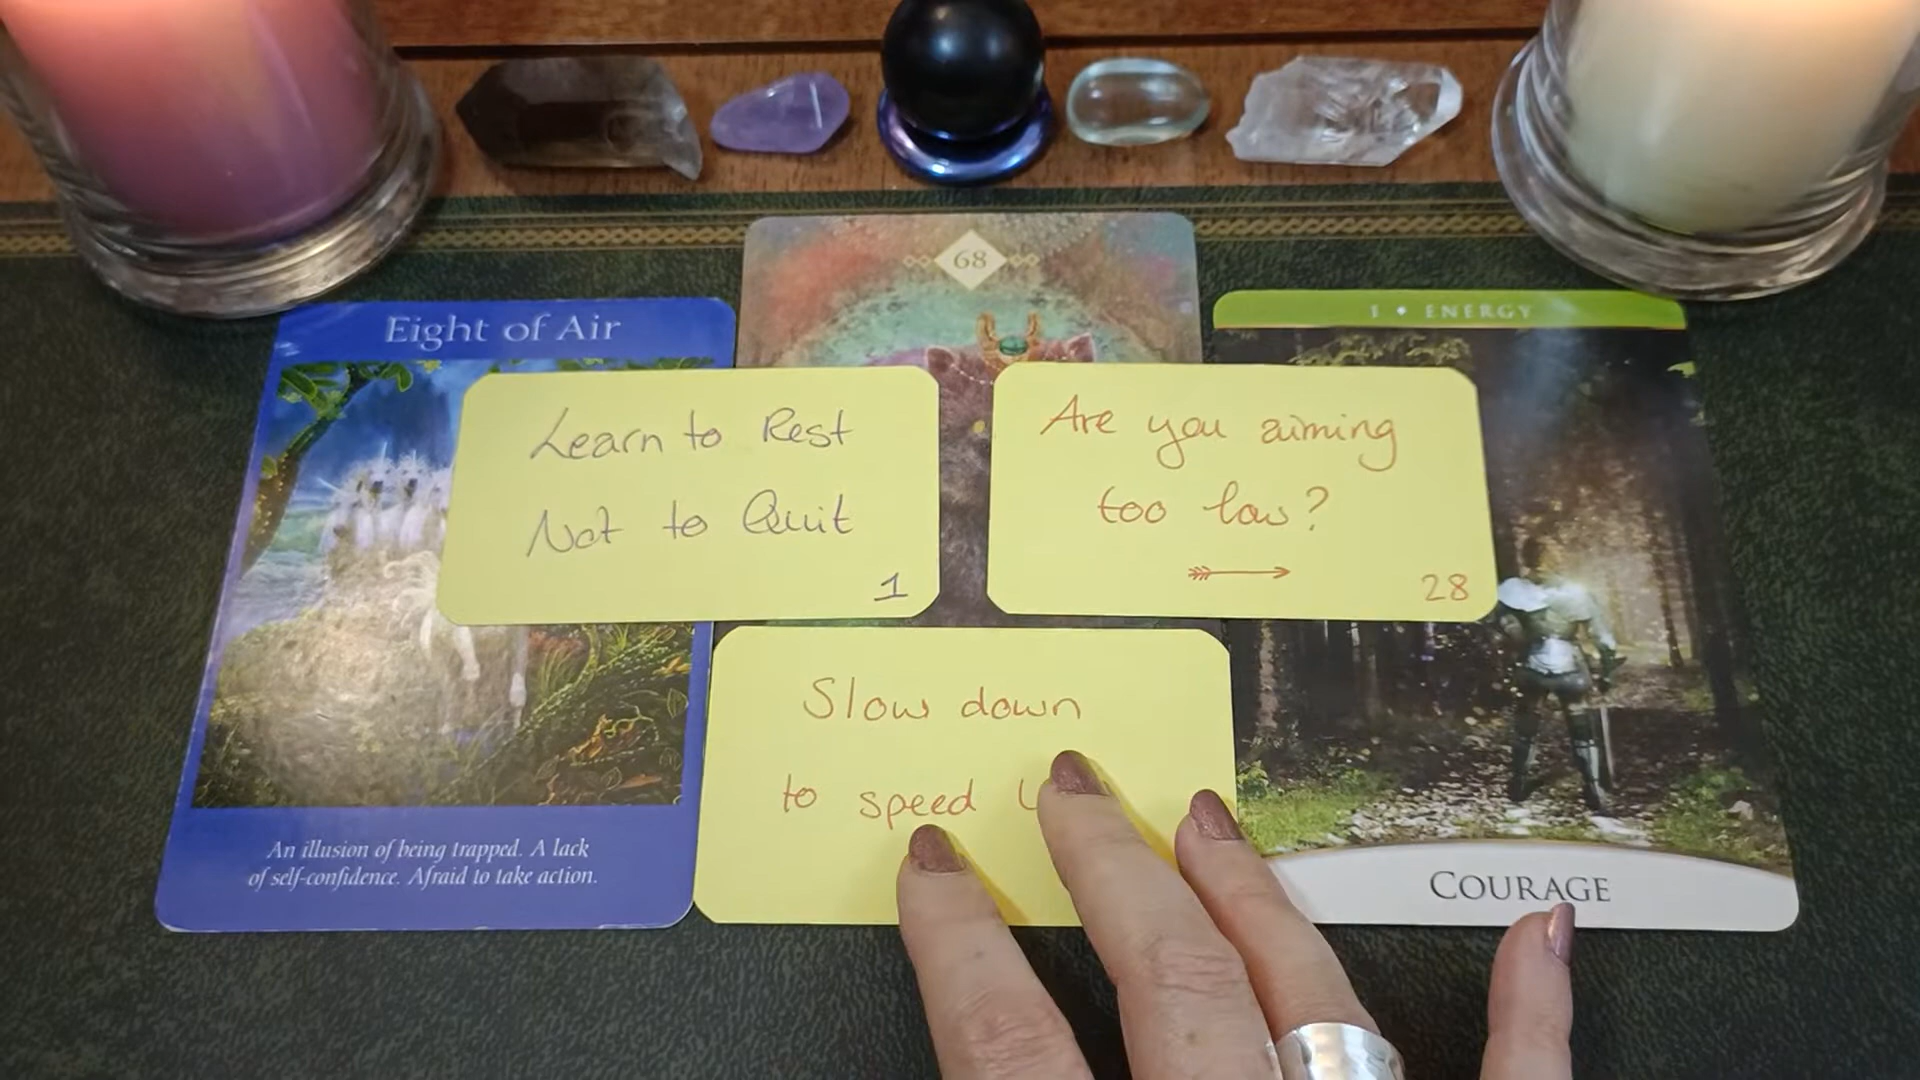 68
Eight of Air
1 • ENERGY
Learn to Rest
Not to Quit
1
Are you aiming
too low?
28
Slow down
to speed
An illusion of being trapped. A lack
of self-confidence. Afraid to take action.
COURAGE